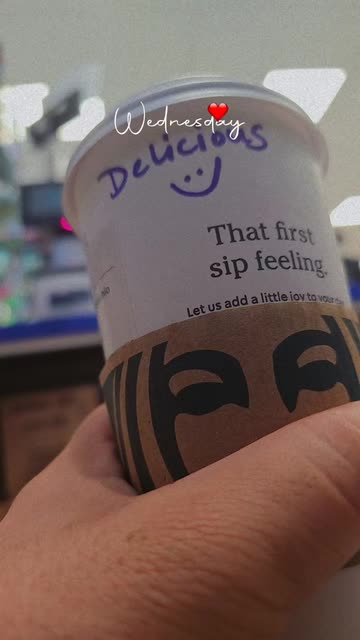 Wednesday
Delicious
That first
sip feeling.
Let us add a little joy to your